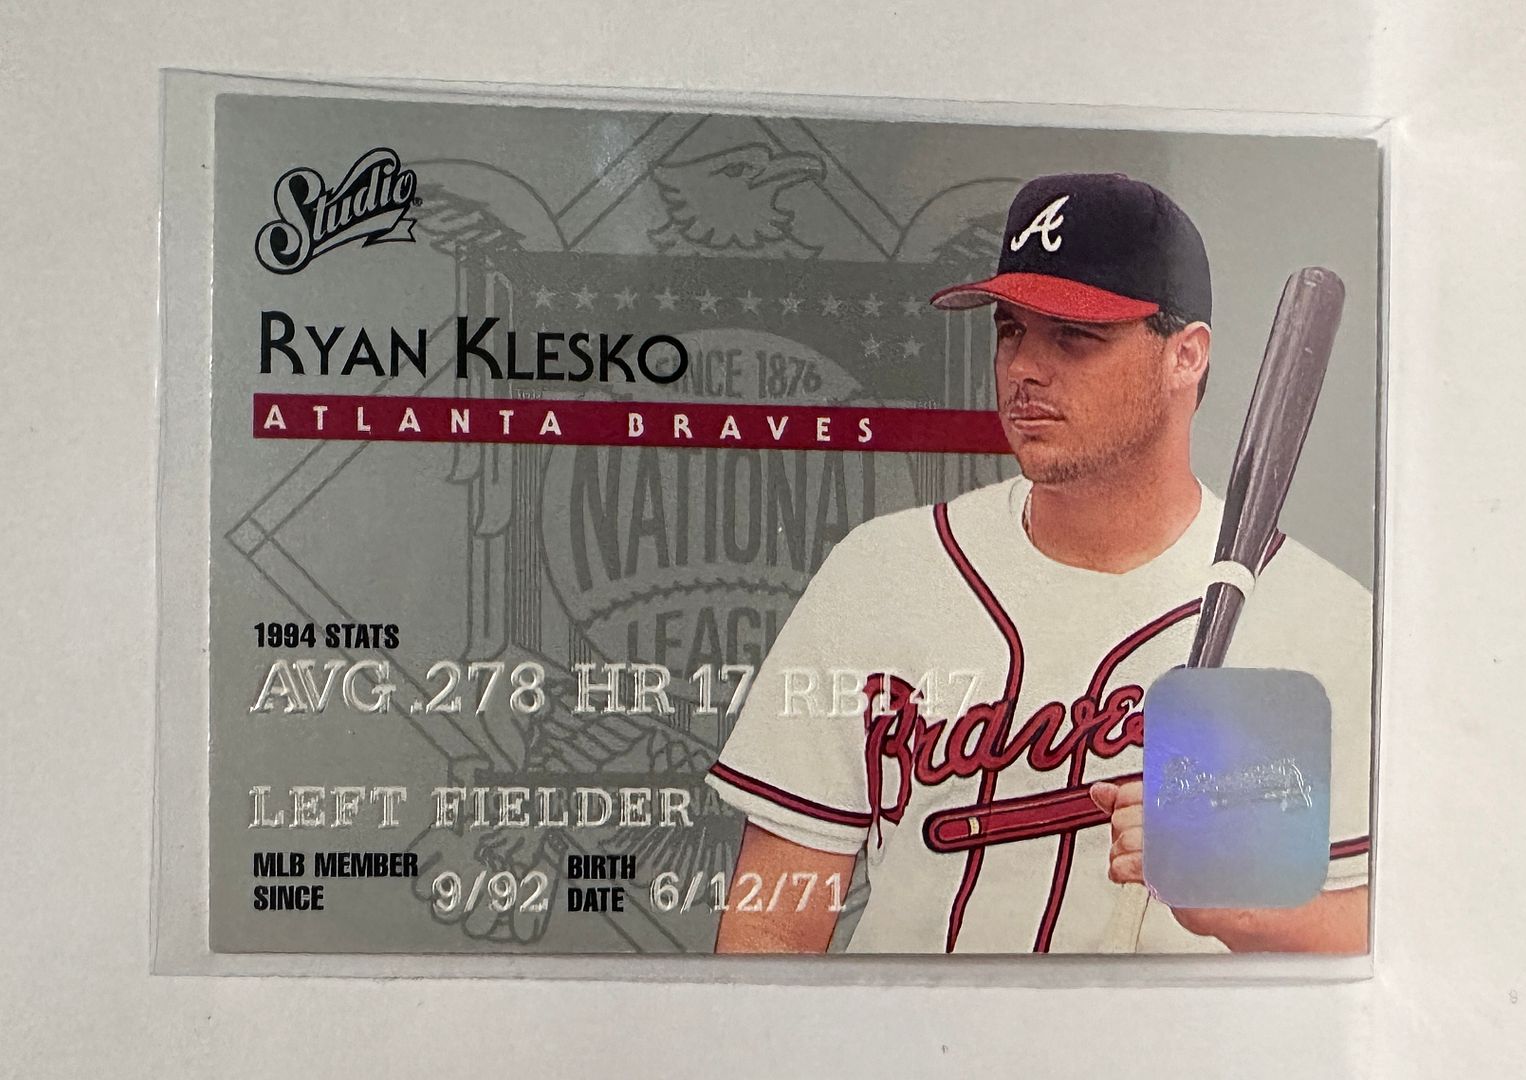 Studio
RYAN KLESKO
SINCE 1876
ATLANTA BRAVES
NATIONAL
LEAGU
1994 STATS
AVG .278 HR 17 RBI 47
Braves
LEFT FIELDER
MLB MEMBER SINCE 9/92 BIRTH DATE 6/12/71
A